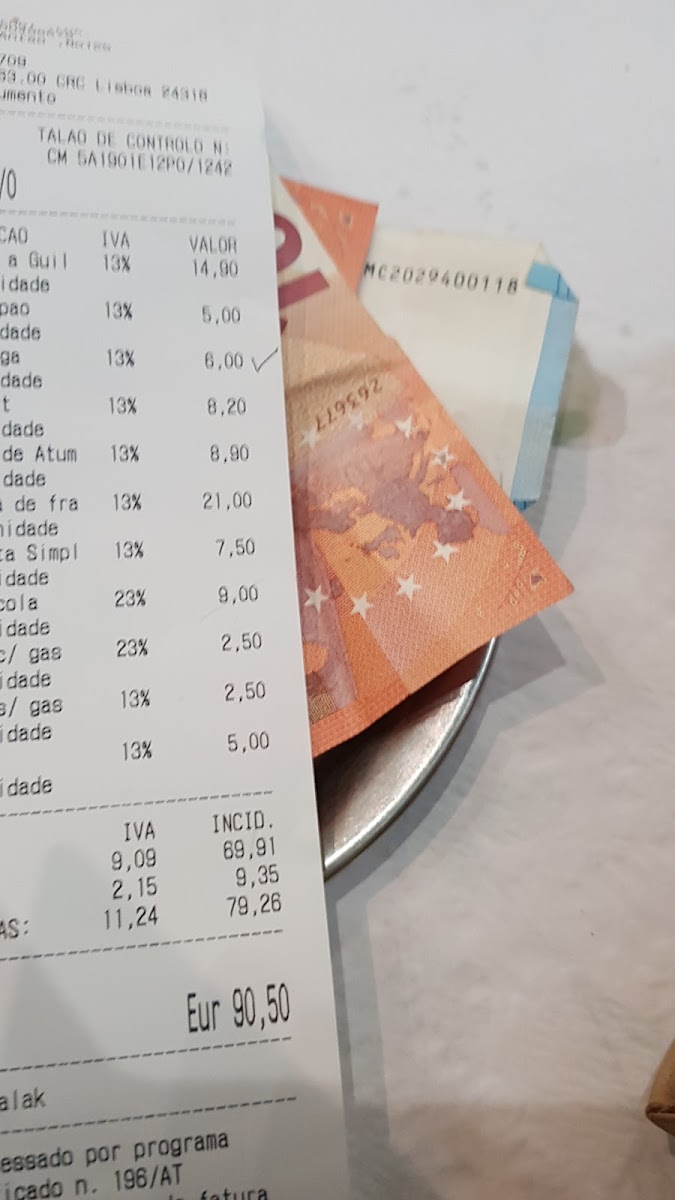 709
63.00 CRC Lisboa 24318
umento
TALAO DE CONTROLO N:
CM 5A1901E12P0/1242
/0
CAO IVA VALOR
a Guil 13% 14,90
idade
pao 13% 5,00
dade
ga 13% 6,00
dade
t 13% 8,20
dade
de Atum 13% 8,90
dade
a de fra 13% 21,00
nidade
ta Simpl 13% 7,50
idade
cola 23% 9,00
idade
c/ gas 23% 2,50
idade
s/ gas 13% 2,50
idade
13% 5,00
idade
IVA INCID.
9,09 69,91
2,15 9,35
AS: 11,24 79,26
Eur 90,50
alak
essado por programa
icado n. 196/AT
fatura
MC2029400118
263677